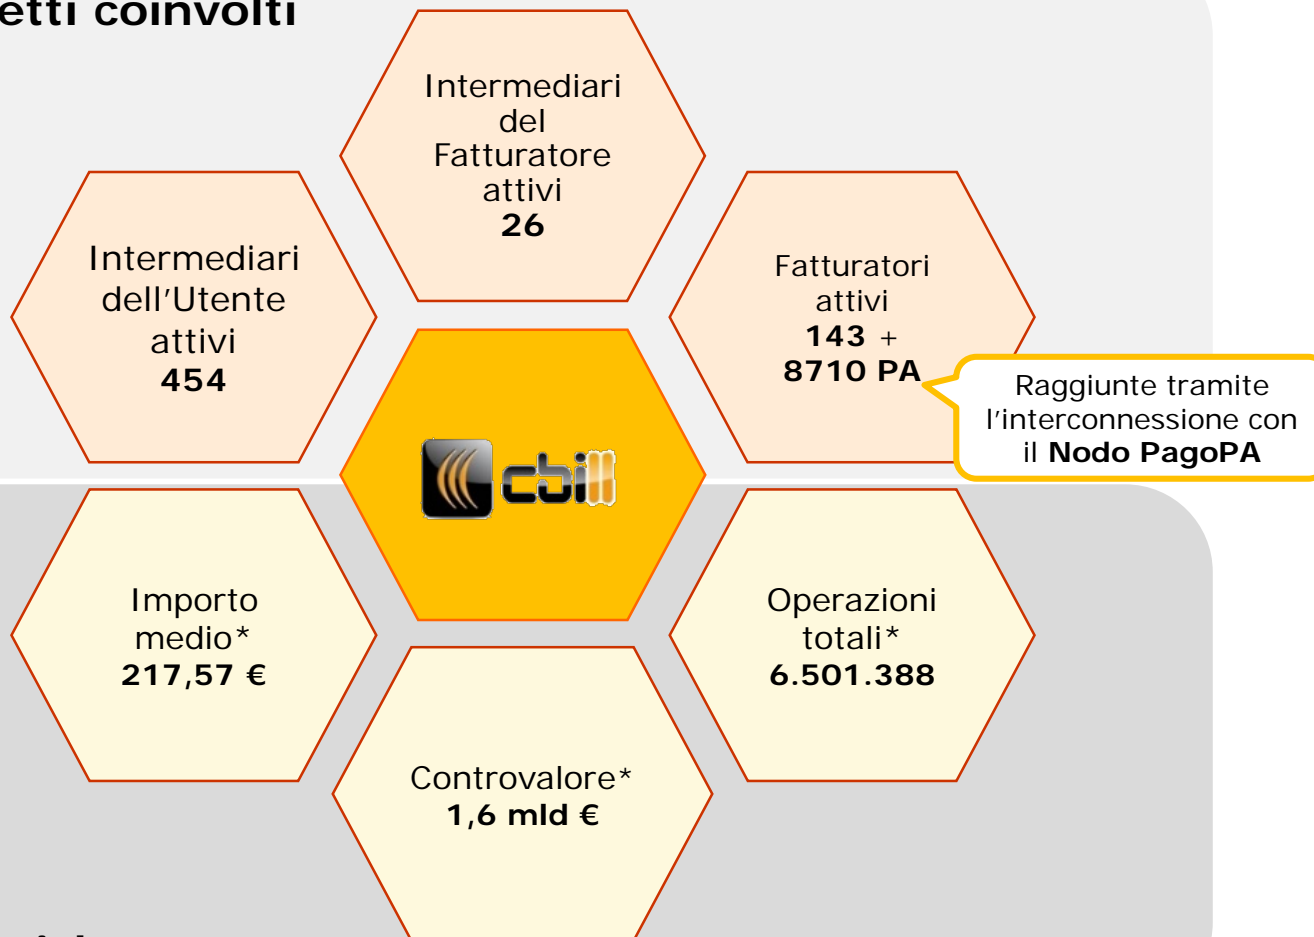 etti coinvolti
Intermediari
del
Fatturatore
attivi
26
Intermediari
dell'Utente
attivi
454
Fatturatori
attivi
143 +
8710 PA
Raggiunte tramite
l'interconnessione con
il Nodo PagoPA
cbill
Importo
medio*
217,57 €
Operazioni
totali*
6.501.388
Controvalore*
1,6 mld €